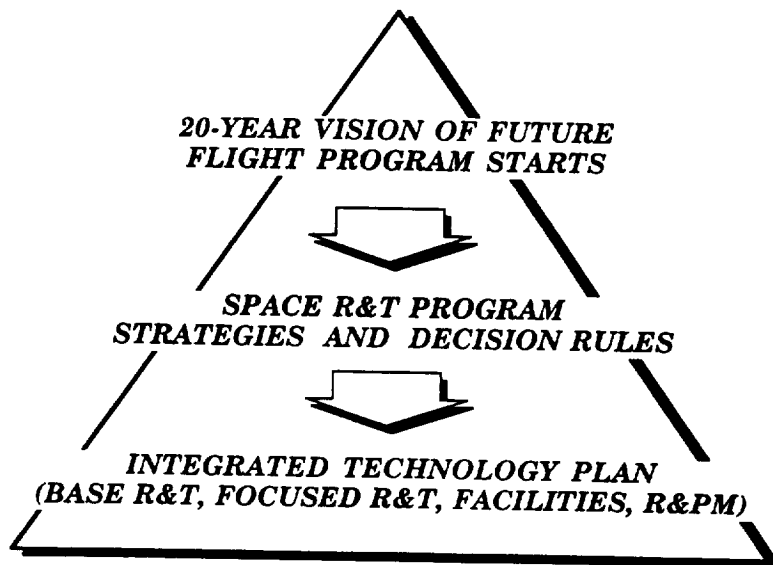 20-YEAR VISION OF FUTURE
FLIGHT PROGRAM STARTS
SPACE R&T PROGRAM
STRATEGIES AND DECISION RULES
INTEGRATED TECHNOLOGY PLAN
(BASE R&T, FOCUSED R&T, FACILITIES, R&PM)